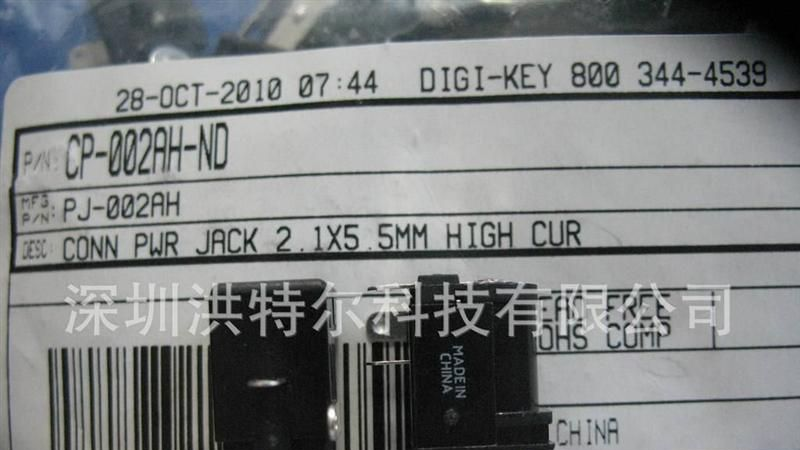 28-OCT-2010 07:44 DIGI-KEY 800 344-4539
P/N: CP-002AH-ND
MFG P/N: PJ-002AH
DESC: CONN PWR JACK 2.1X5.5MM HIGH CUR
深圳洪特尔科技有限公司
FREE
COMP
MADE IN
CHINA
CHINA